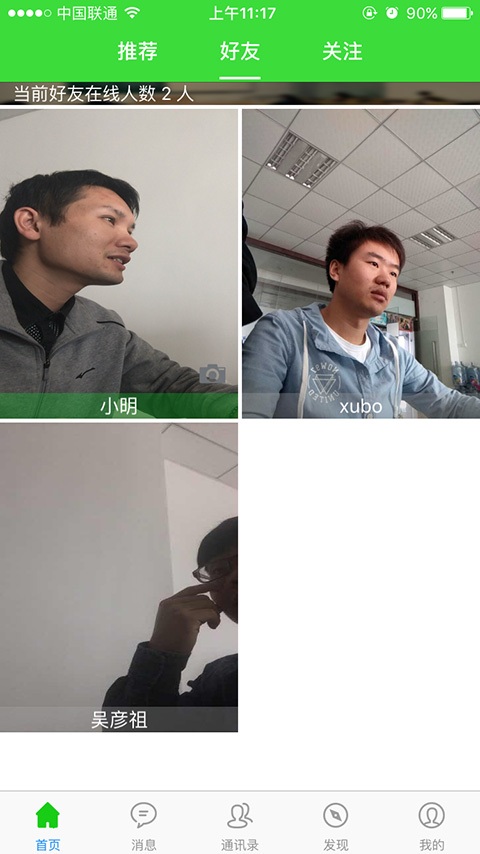 中国联通 上午11:17 90%
推荐 好友 关注
当前好友在线人数 2 人
小明 xubo
吴彦祖
首页 消息 通讯录 发现 我的